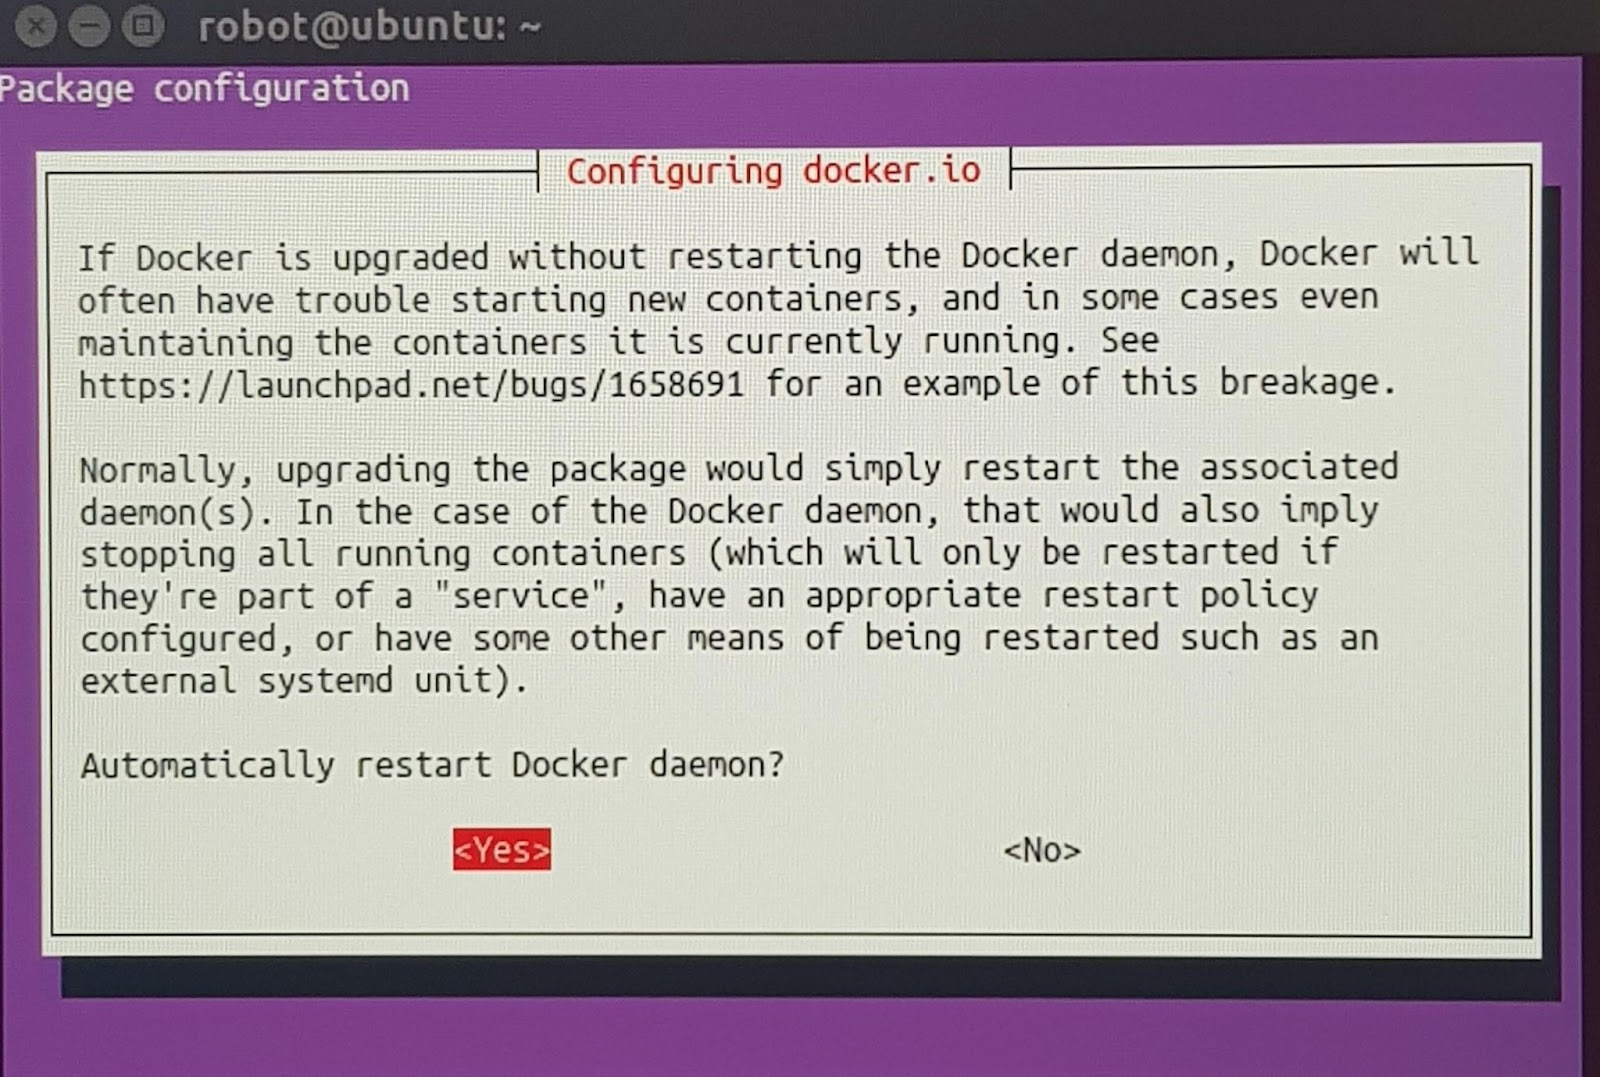 robot@ubuntu: ~
Package configuration
Configuring docker.io
If Docker is upgraded without restarting the Docker daemon, Docker will
often have trouble starting new containers, and in some cases even
maintaining the containers it is currently running. See
https://launchpad.net/bugs/1658691 for an example of this breakage.
Normally, upgrading the package would simply restart the associated
daemon(s). In the case of the Docker daemon, that would also imply
stopping all running containers (which will only be restarted if
they're part of a "service", have an appropriate restart policy
configured, or have some other means of being restarted such as an
external systemd unit).
Automatically restart Docker daemon?
<Yes> <No>